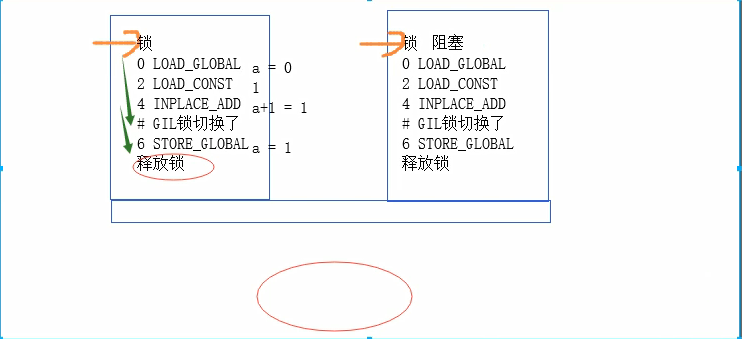 锁
0 LOAD_GLOBAL a = 0
2 LOAD_CONST 1
4 INPLACE_ADD a+1 = 1
# GIL锁切换了
6 STORE_GLOBAL a = 1
释放锁
锁 阻塞
0 LOAD_GLOBAL
2 LOAD_CONST
4 INPLACE_ADD
# GIL锁切换了
6 STORE_GLOBAL
释放锁